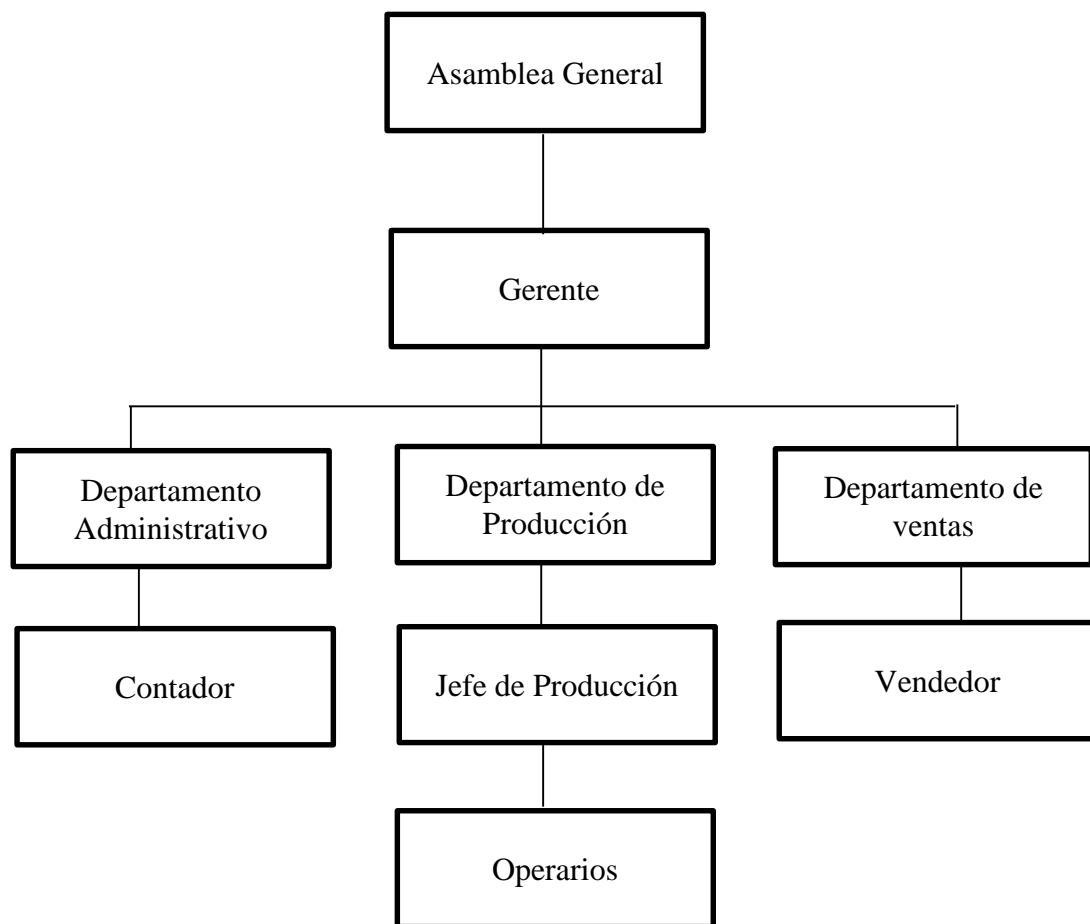 Asamblea General
Gerente
Departamento
Administrativo
Departamento de
Producción
Departamento de
ventas
Contador
Jefe de Producción
Vendedor
Operarios